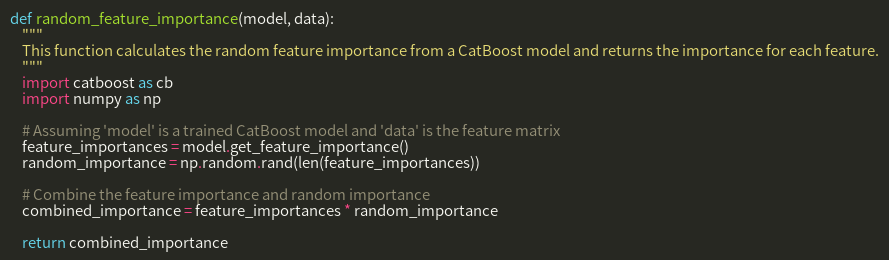 def random_feature_importance(model, data):
    """
    This function calculates the random feature importance from a CatBoost model and returns the importance for each feature.
    """
    import catboost as cb
    import numpy as np

    # Assuming 'model' is a trained CatBoost model and 'data' is the feature matrix
    feature_importances = model.get_feature_importance()
    random_importance = np.random.rand(len(feature_importances))

    # Combine the feature importance and random importance
    combined_importance = feature_importances * random_importance

    return combined_importance